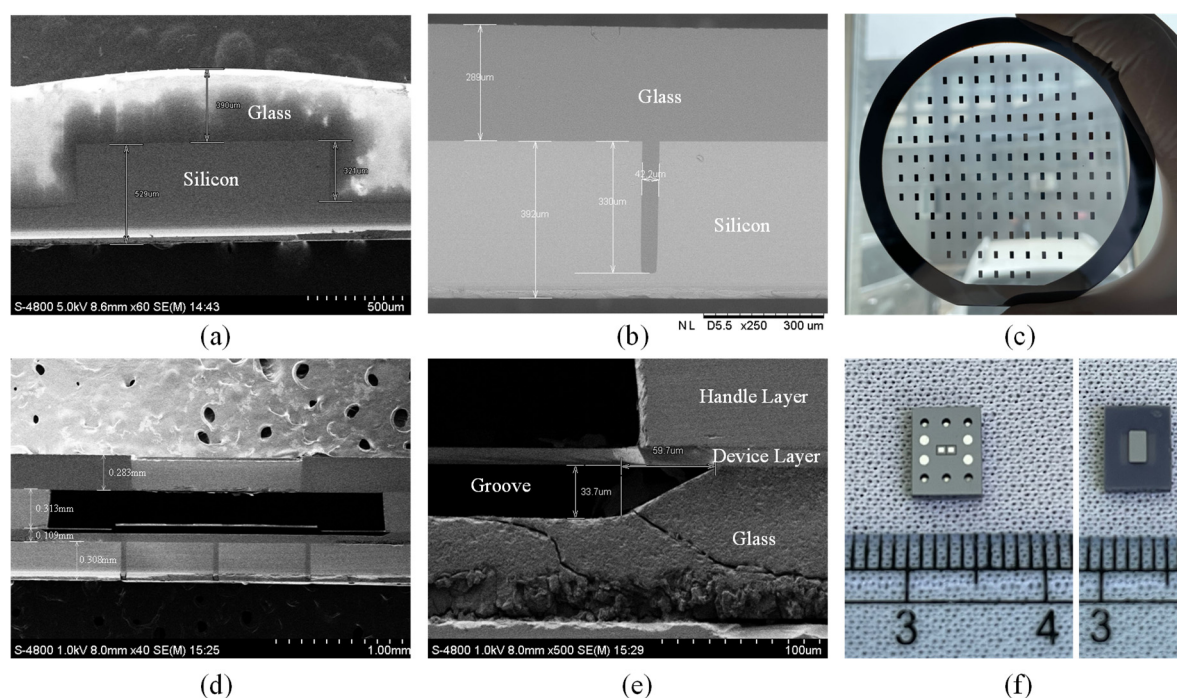 390um
Glass
Silicon
321um
529um
S-4800 5.0kV 8.6mm x60 SE(M) 14:43
500um
(a)
289um
Glass
42.2um
330um
392um
Silicon
NL D5.5 x250 300 um
(b)
(c)
0.283mm
0.313mm
0.109mm
0.308mm
S-4800 1.0kV 8.0mm x40 SE(M) 15:25
1.00mm
(d)
Handle Layer
59.7um
Device Layer
Groove
33.7um
Glass
S-4800 1.0kV 8.0mm x500 SE(M) 15:29
100um
(e)
3 4 3
(f)